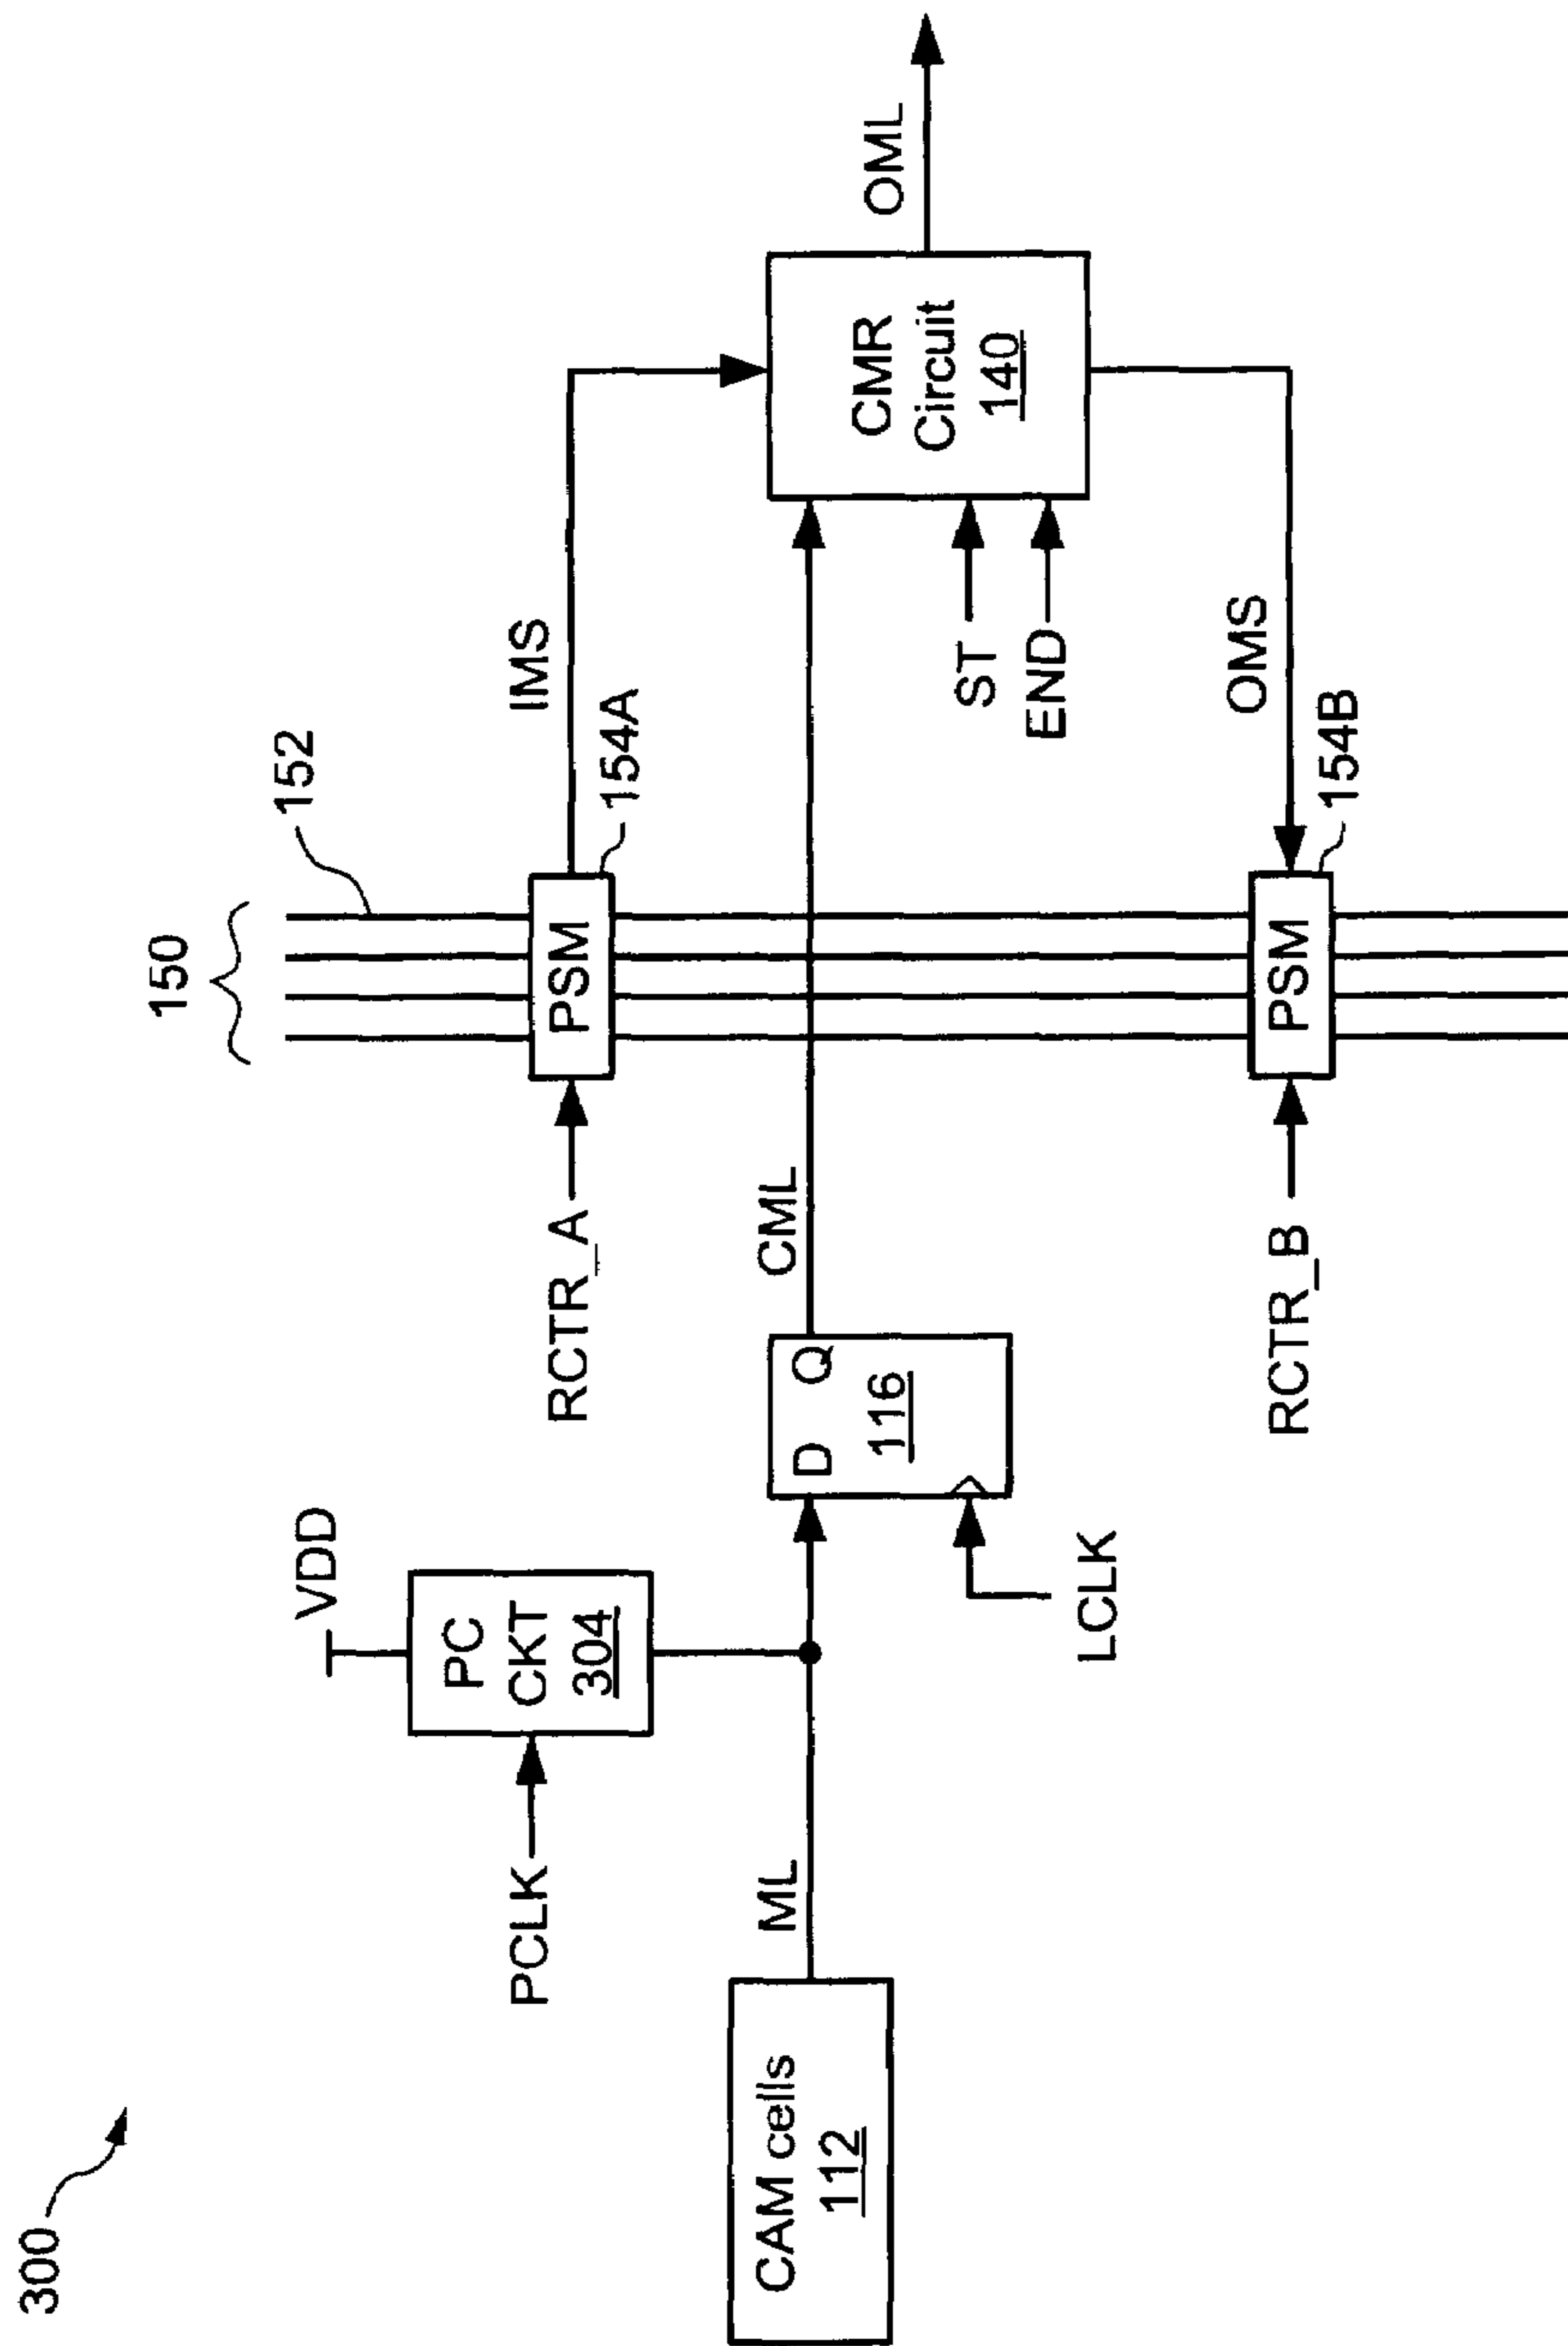 300
150
152
IMS
154A
PSM
RCTR_A
VDD
PC
CKT
304
PCLK
CAM cells
112
ML
D Q
116
LCLK
CML
CMR
Circuit
140
OML
ST
END
OMS
154B
PSM
RCTR_B